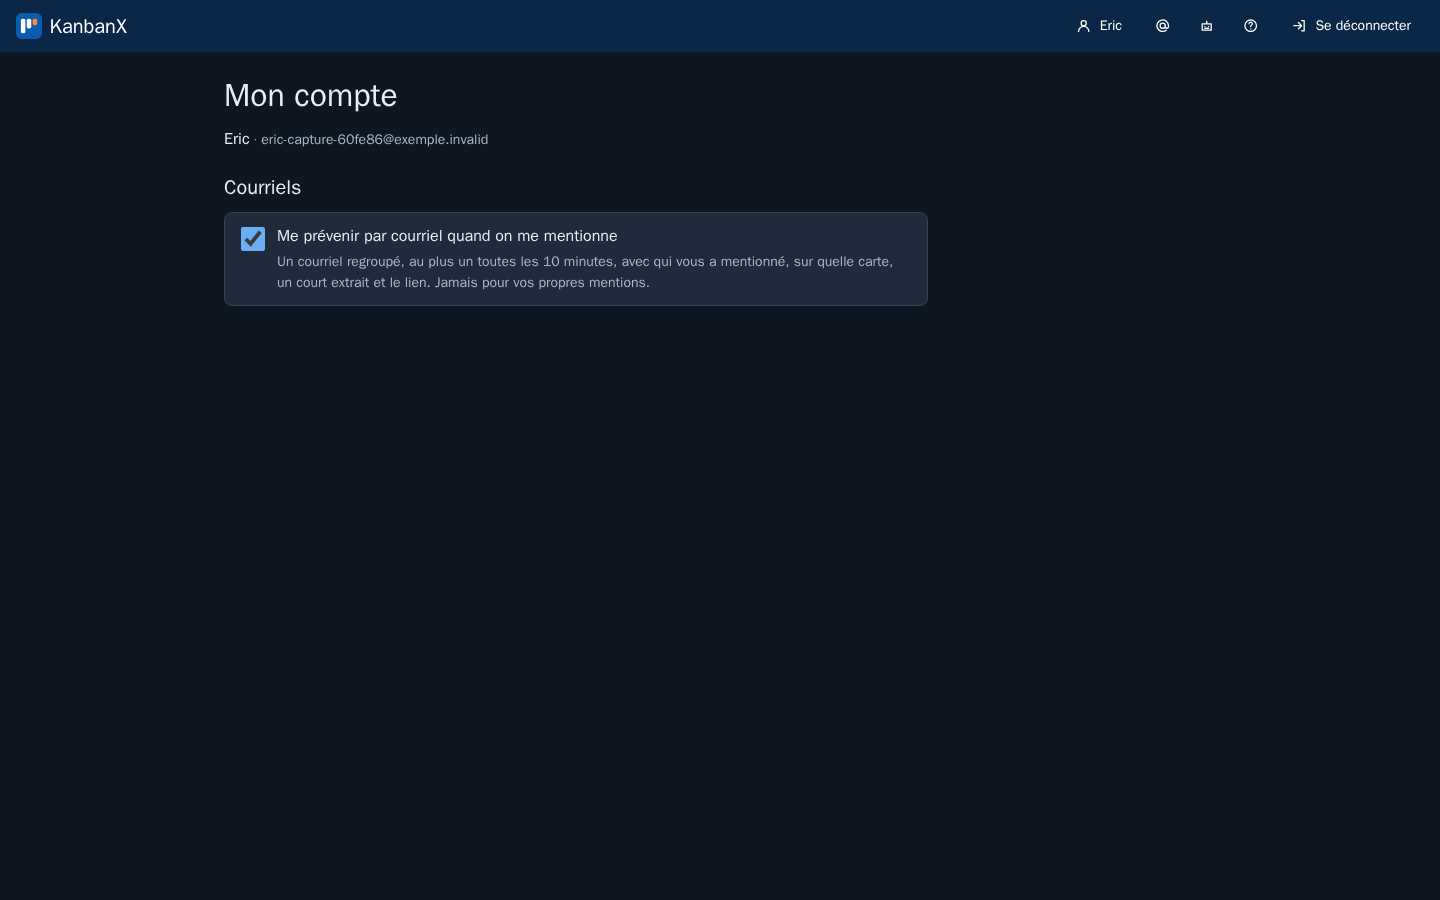 KanbanX
Eric
Se déconnecter
Mon compte
Eric · eric-capture-60fe86@exemple.invalid
Courriels
Me prévenir par courriel quand on me mentionne
Un courriel regroupé, au plus un toutes les 10 minutes, avec qui vous a mentionné, sur quelle carte,
un court extrait et le lien. Jamais pour vos propres mentions.